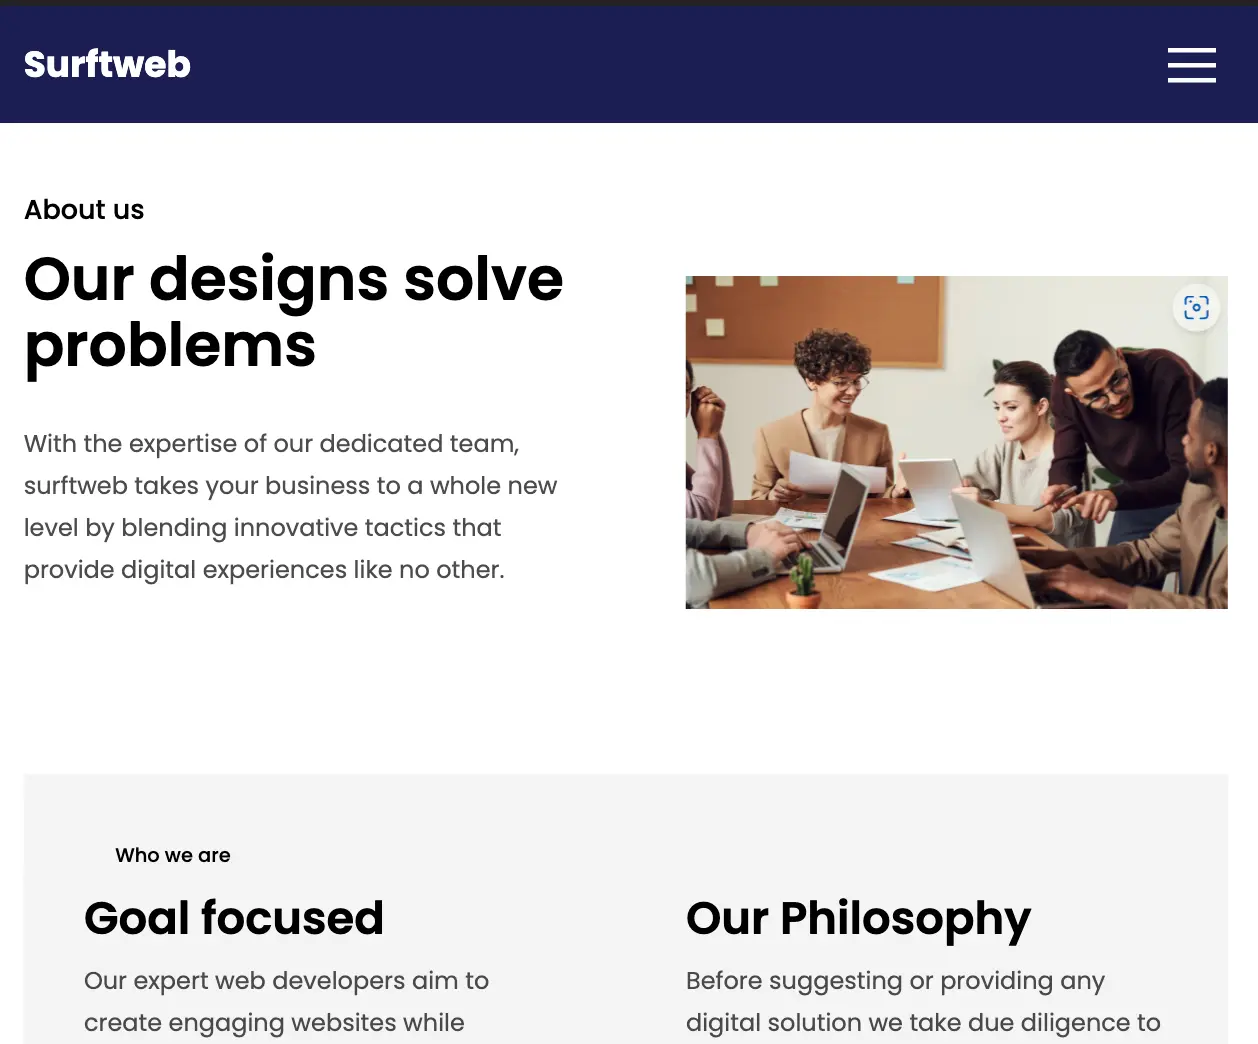 Surftweb
About us
Our designs solve
problems
With the expertise of our dedicated team,
surftweb takes your business to a whole new
level by blending innovative tactics that
provide digital experiences like no other.
Who we are
Goal focused
Our expert web developers aim to
create engaging websites while
Our Philosophy
Before suggesting or providing any
digital solution we take due diligence to